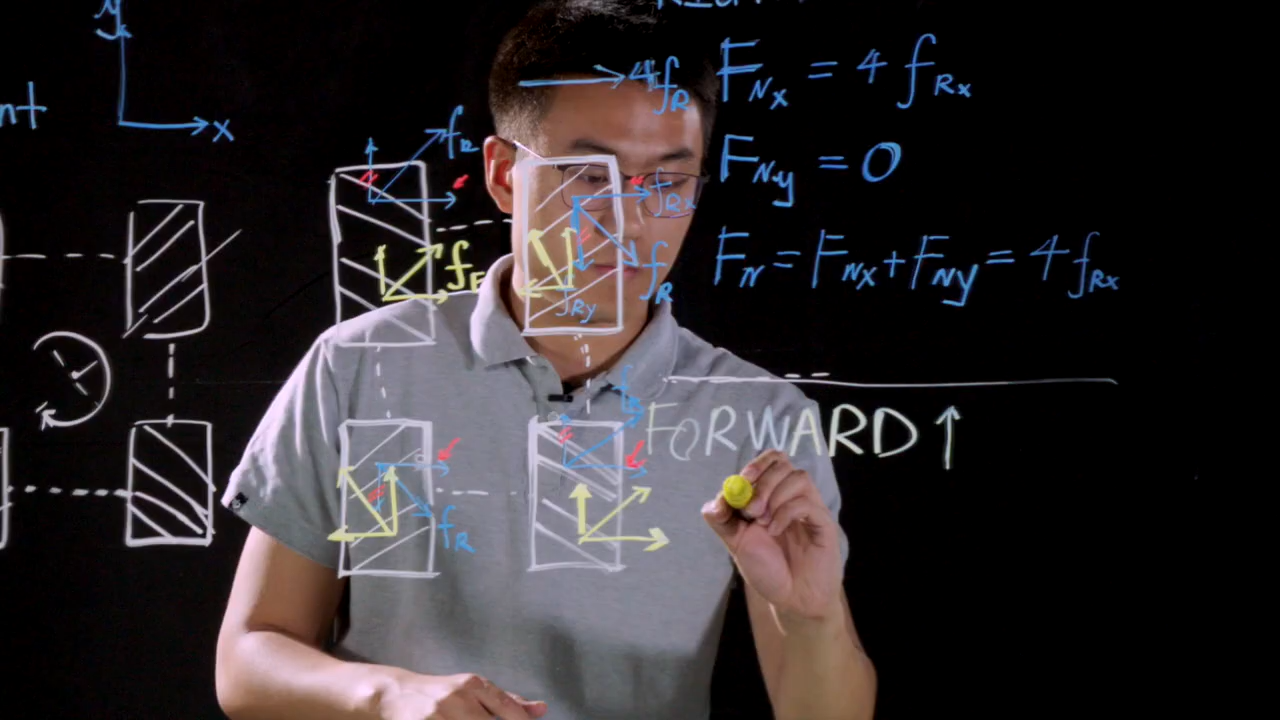 y
x
nt
4fR
FNx = 4 fRx
FNy = 0
FN = FNx + FNy = 4 fRx
fR
fRx
fF
fR
fRy
FORWARD ↑
fR
fR